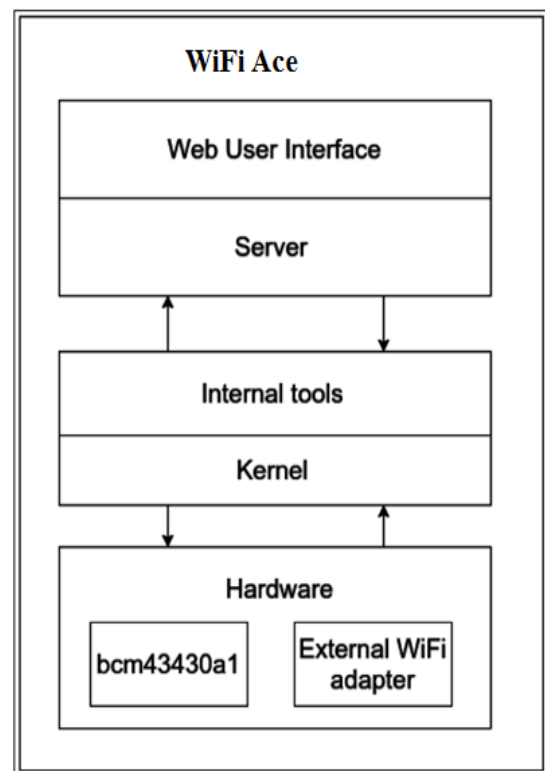 WiFi Ace
Web User Interface
Server
Internal tools
Kernel
Hardware
bcm43430a1
External WiFi
adapter